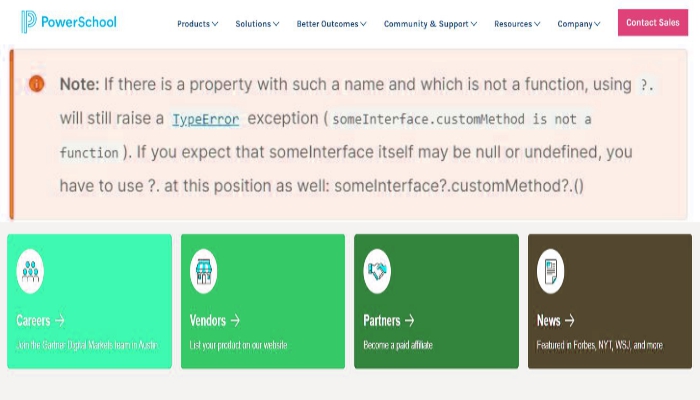 PowerSchool
Products Solutions Better Outcomes Community & Support Resources Company Contact Sales
Note: If there is a property with such a name and which is not a function, using ?.
will still raise a TypeError exception ( someInterface.customMethod is not a
function ). If you expect that someInterface itself may be null or undefined, you
have to use ?. at this position as well: someInterface?.customMethod?.()
Careers →
Join the Gartner Digital Markets team in Austin
Vendors →
List your product on our website
Partners →
Become a paid affiliate
News →
Featured in Forbes, NYT, WSJ, and more